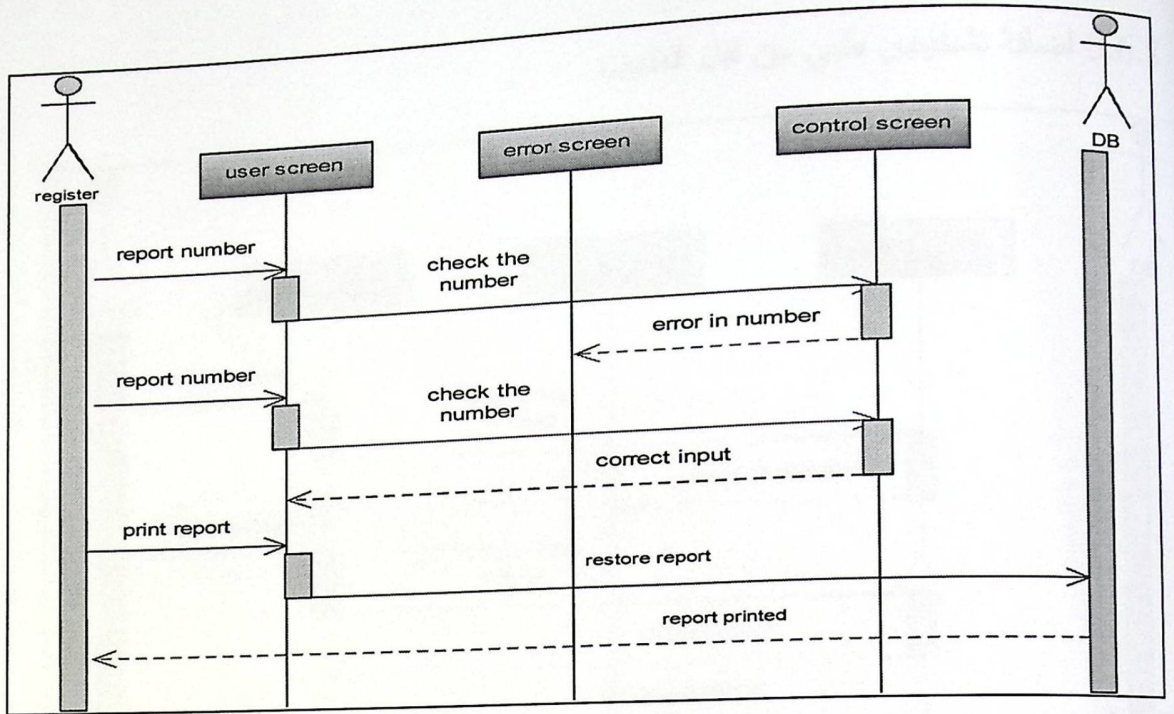 register
user screen
error screen
control screen
DB
report number
check the
number
error in number
report number
check the
number
correct input
print report
restore report
report printed